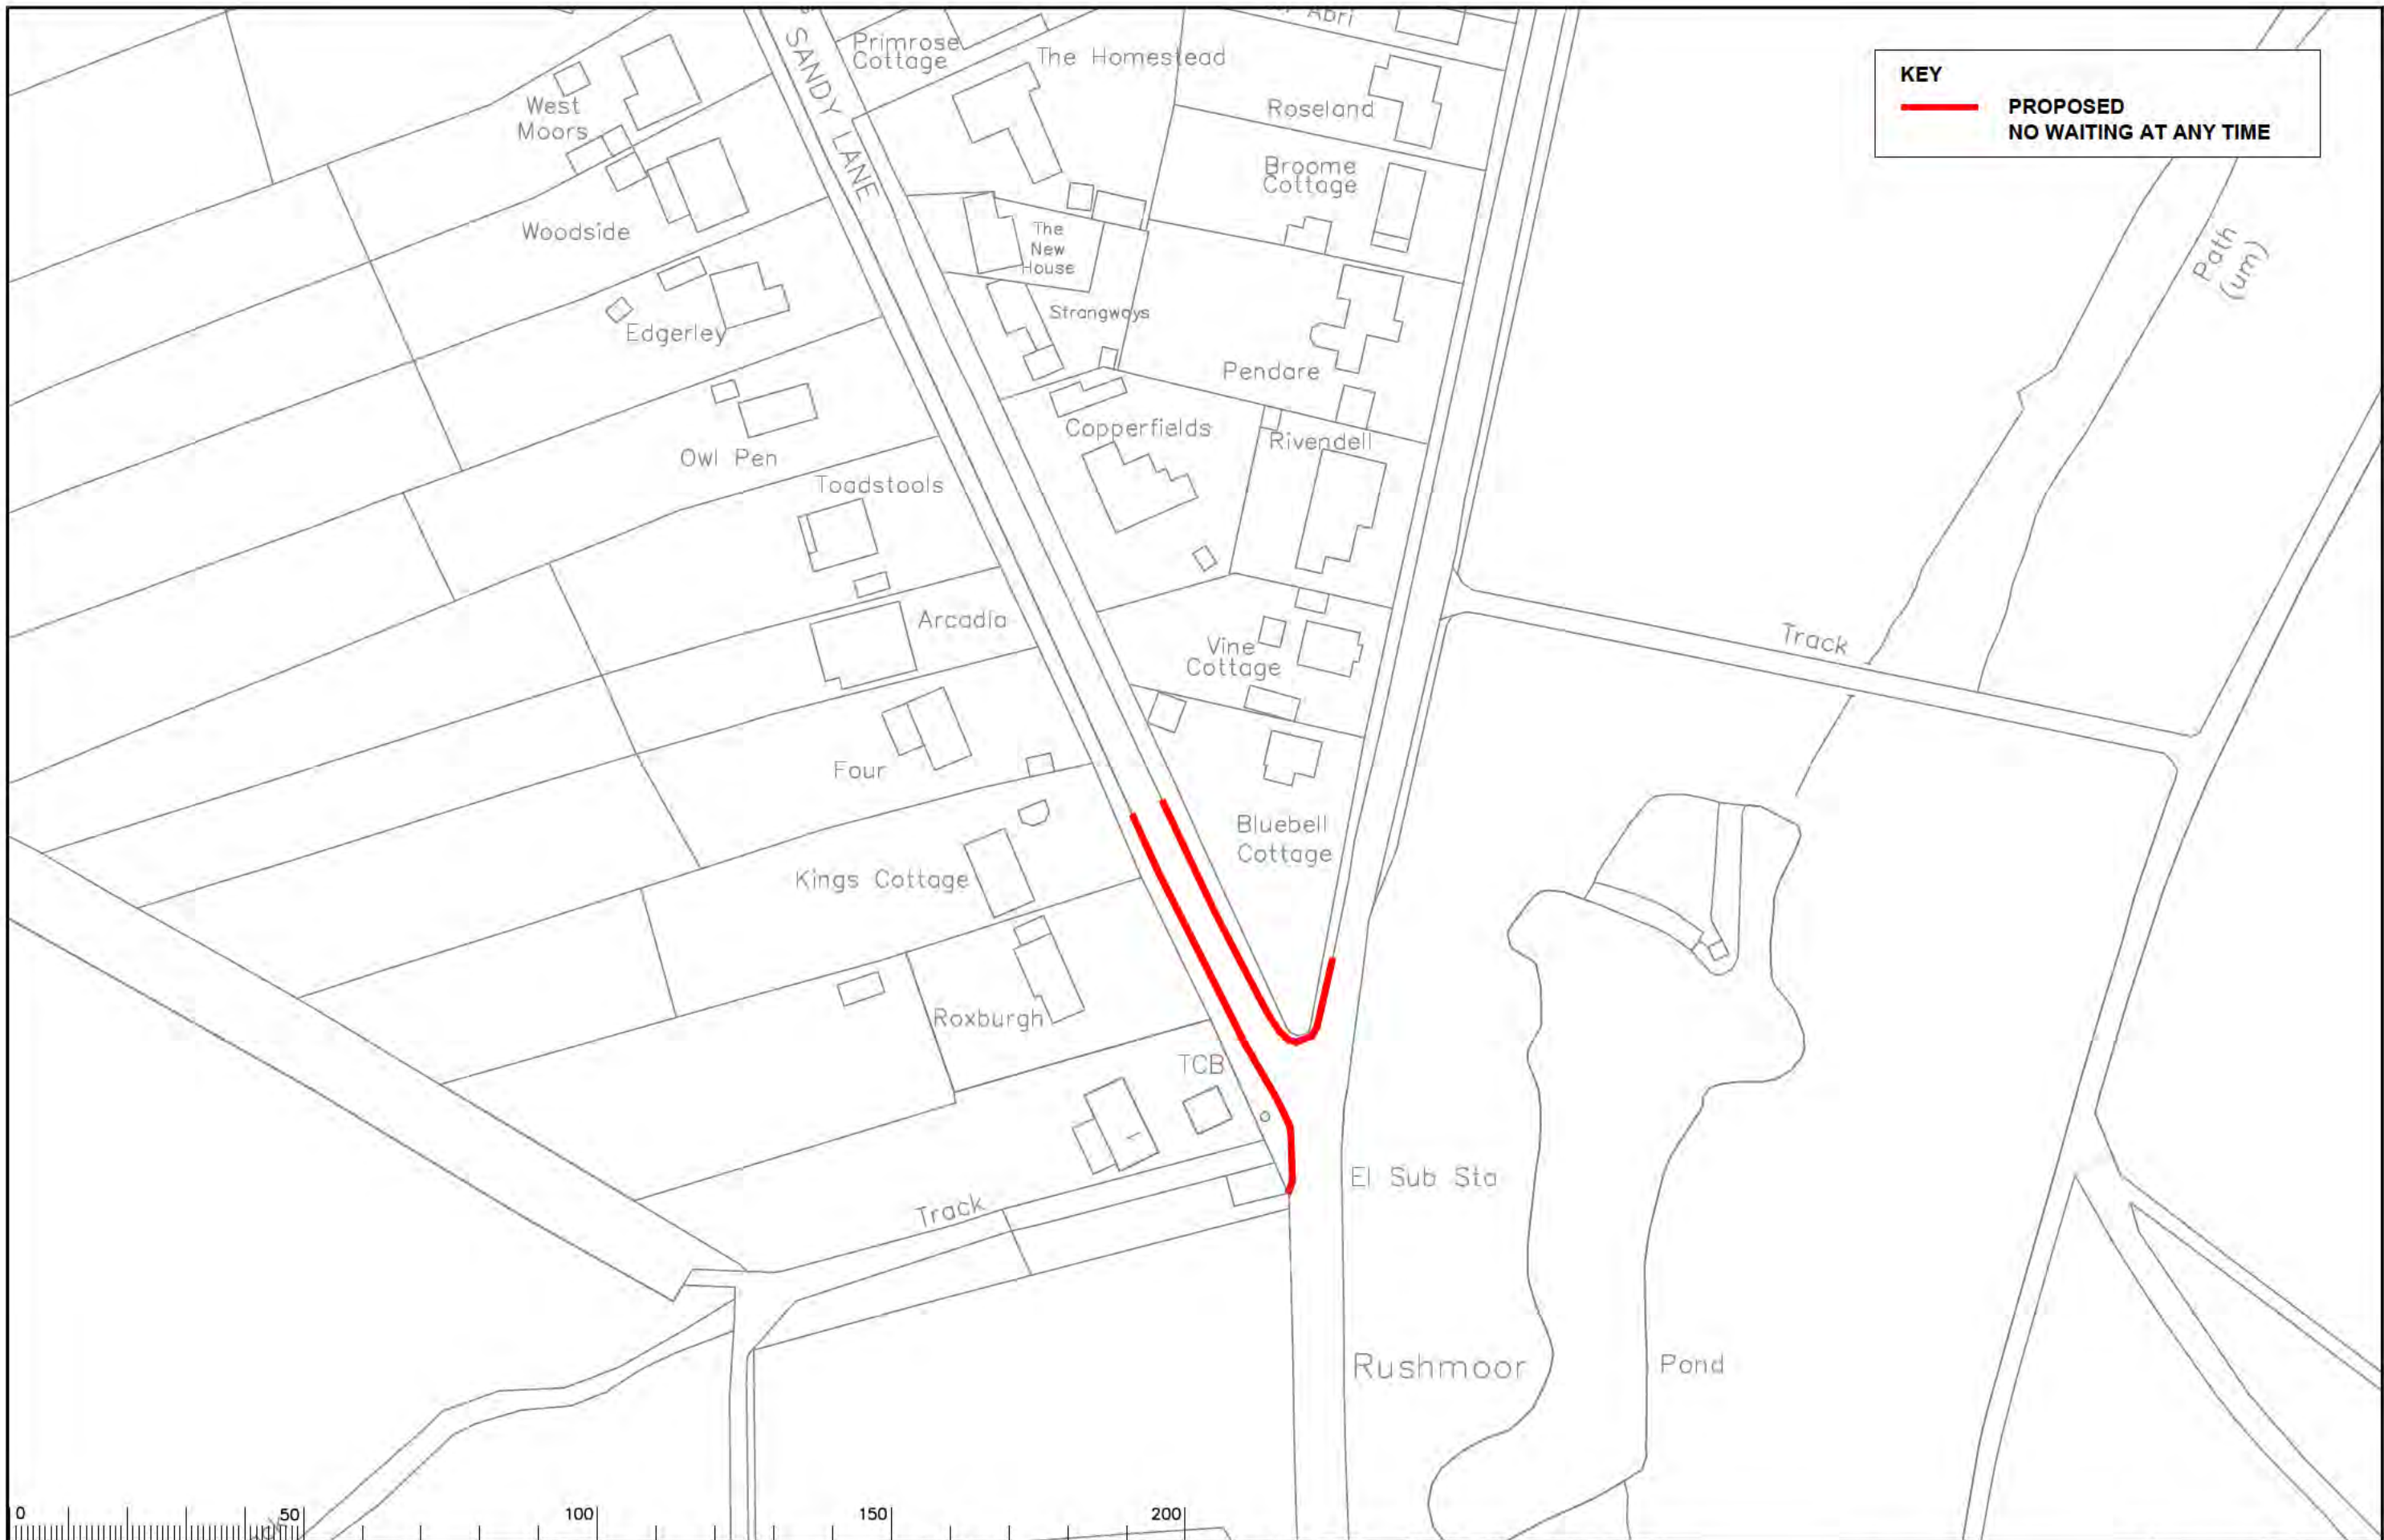 SANDY LANE
Primrose
Cottage
The Homestead
Abri
KEY
PROPOSED
NO WAITING AT ANY TIME
West
Moors
Roseland
Broome
Cottage
Woodside
The
New
House
Path
(um)
Edgerley
Strangways
Pendare
Copperfields
Rivendell
Owl Pen
Toadstools
Arcadia
Track
Vine
Cottage
Four
Bluebell
Cottage
Kings Cottage
Roxburgh
TCB
1
El Sub Sta
Track
Rushmoor Pond
0 50 100 150 200